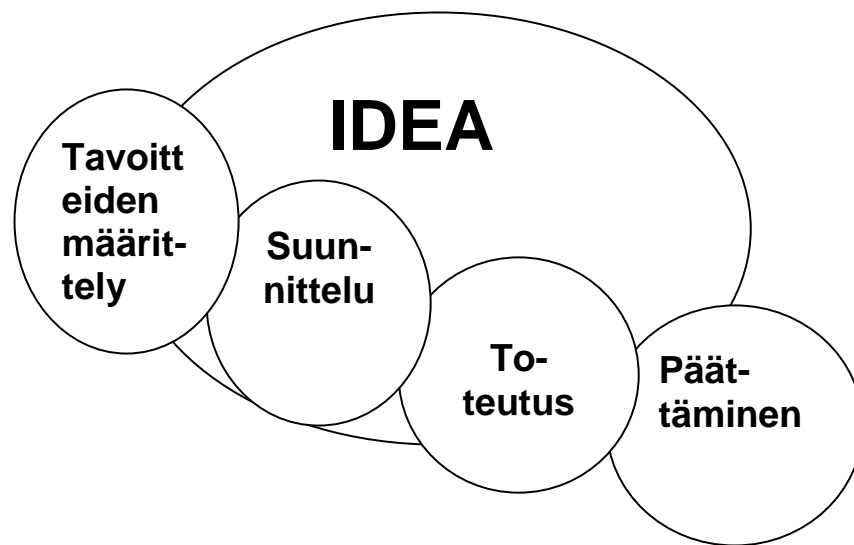 IDEA
Tavoitt
eiden
määrit-
tely
Suun-
nittelu
To-
teutus
Päät-
täminen